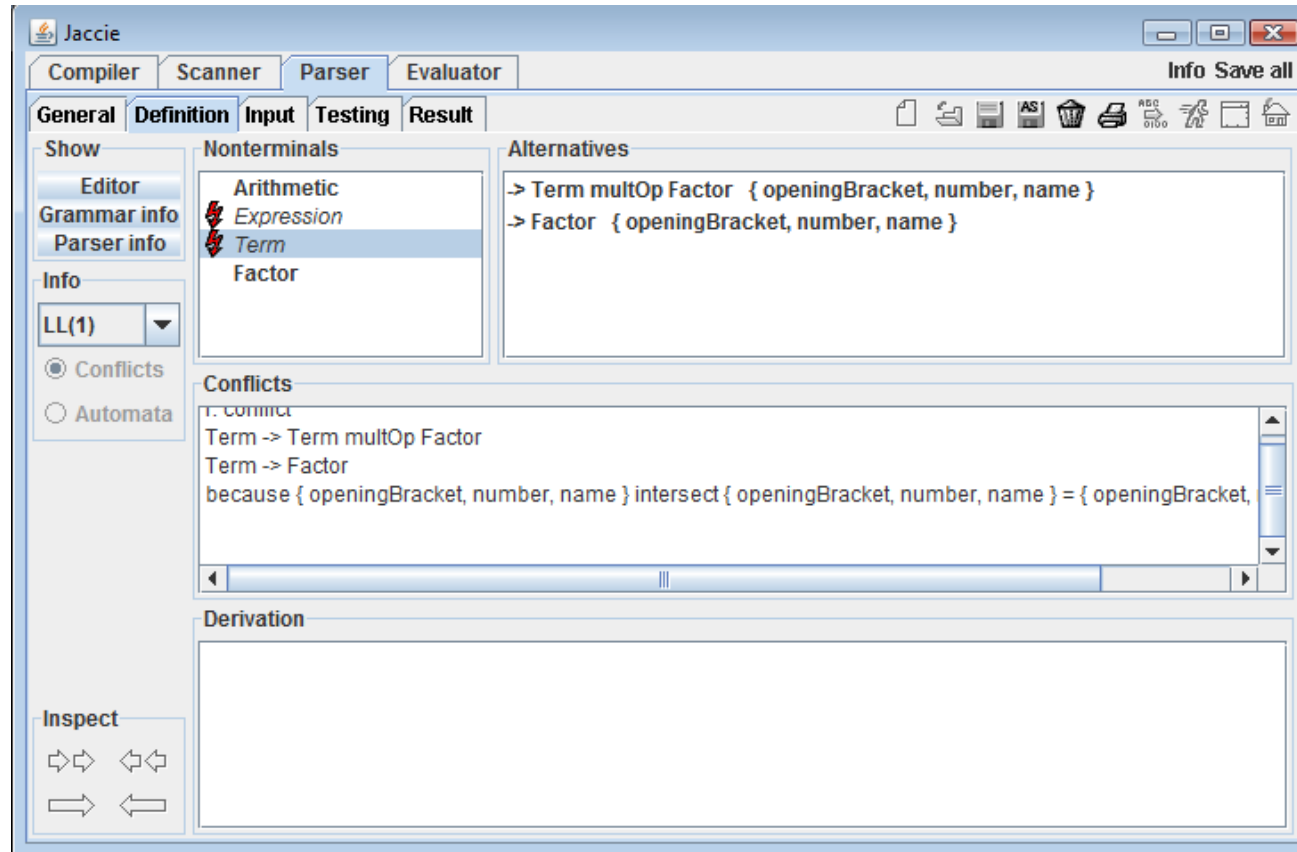 Jaccie
Compiler Scanner Parser Evaluator Info Save all
General Definition Input Testing Result
Show
Editor
Grammar info
Parser info
Info
LL(1)
Conflicts
Automata
Inspect
Nonterminals
Arithmetic
Expression
Term
Factor
Alternatives
-> Term multOp Factor { openingBracket, number, name }
-> Factor { openingBracket, number, name }
Conflicts
Term -> Term multOp Factor
Term -> Factor
because { openingBracket, number, name } intersect { openingBracket, number, name } = { openingBracket,
Derivation